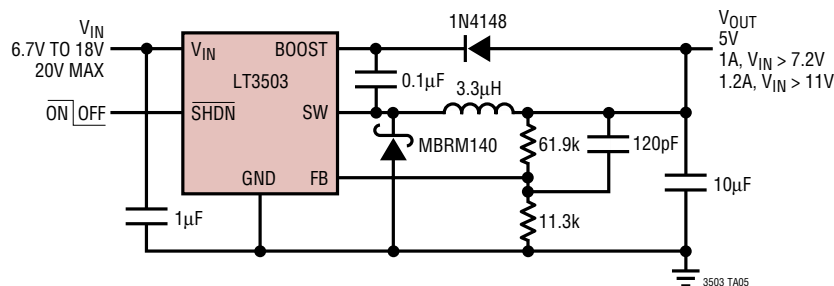 VIN
6.7V TO 18V
20V MAX
VIN
BOOST
1N4148
VOUT
5V
1A, VIN > 7.2V
1.2A, VIN > 11V
LT3503
0.1µF
3.3µH
ON OFF
SHDN
SW
MBRM140
61.9k
120pF
GND
FB
10µF
1µF
11.3k
3503 TA05